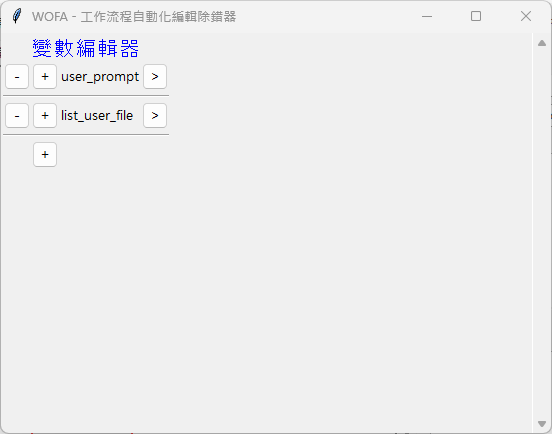 WOFA - 工作流程自動化編輯除錯器
變數編輯器
- + user_prompt >
- + list_user_file >
+